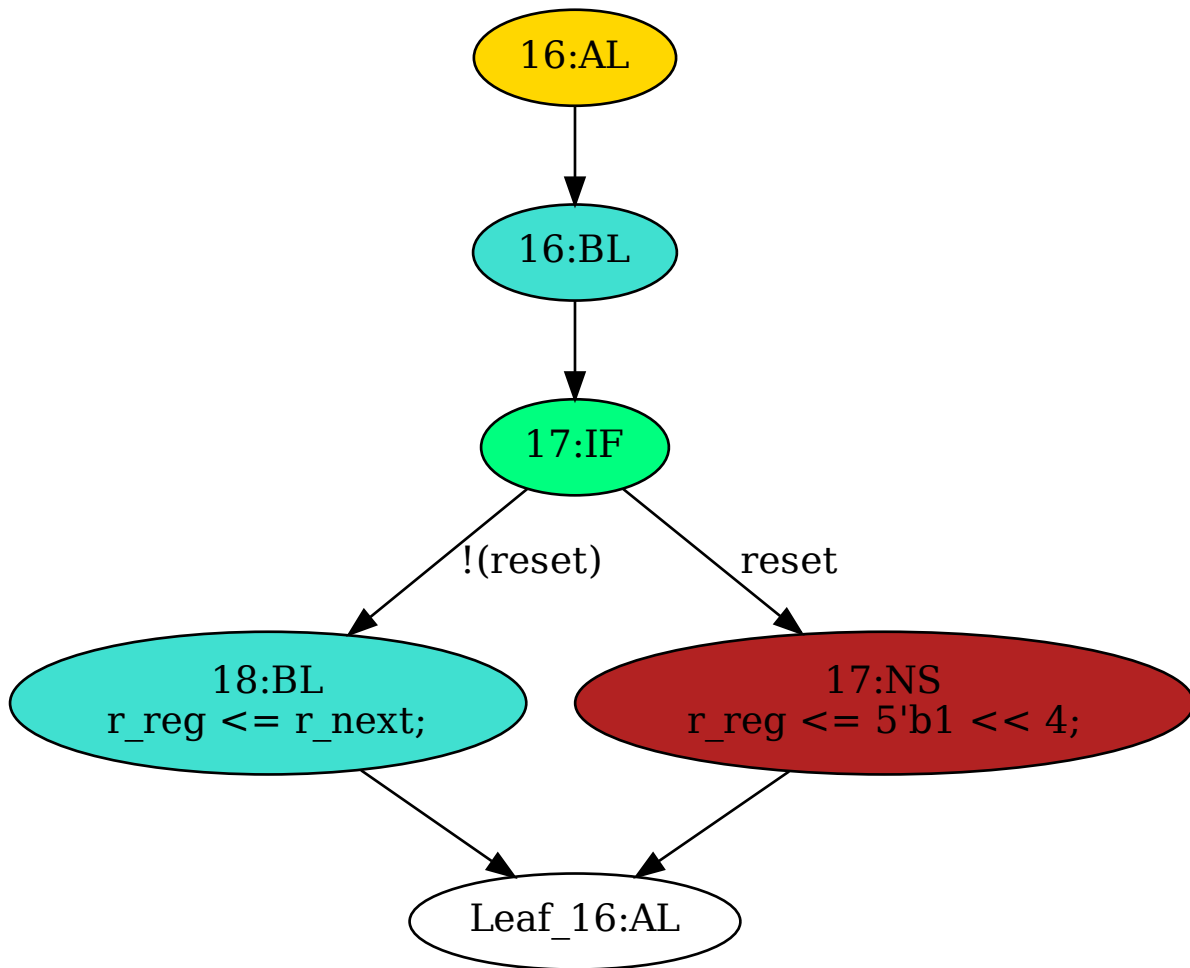 16:AL
16:BL
17:IF
!(reset)
reset
18:BL
r_reg <= r_next;
17:NS
r_reg <= 5'b1 << 4;
Leaf_16:AL